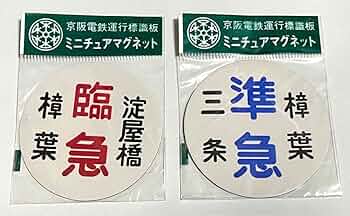 京阪電鉄運行標識板
ミニチュアマグネット
樟葉
臨急
淀屋橋
京阪電鉄運行標識板
ミニチュアマグネット
三条
準急
樟葉